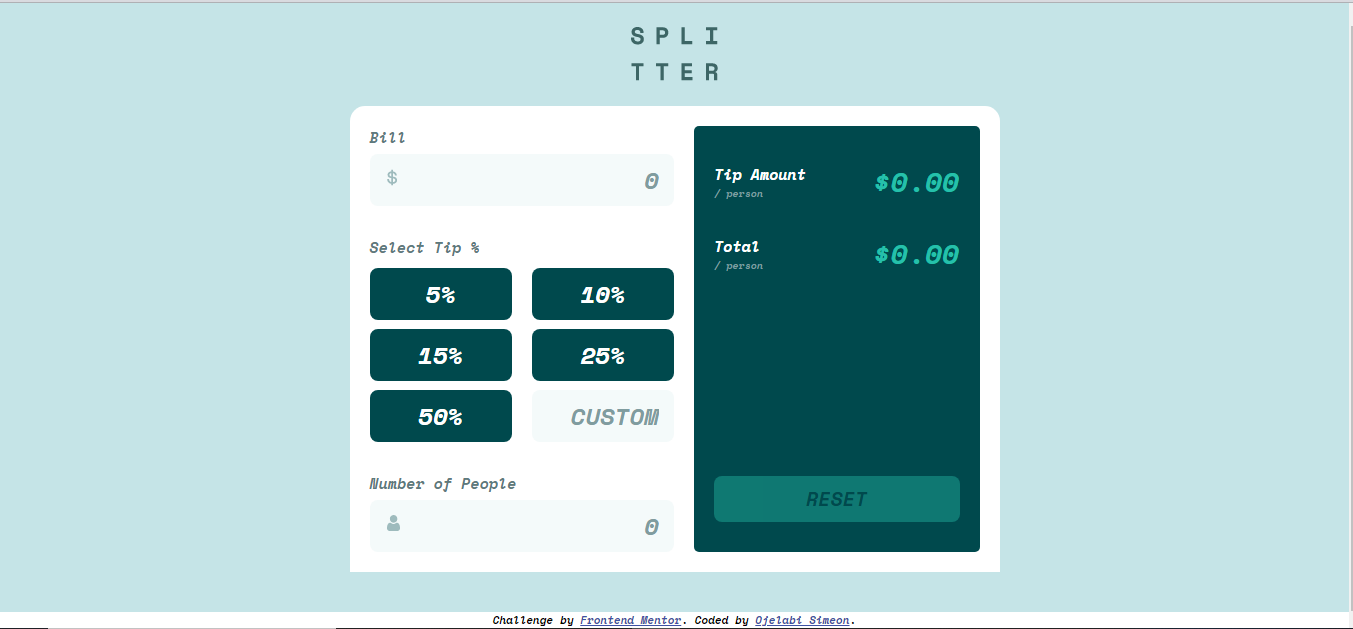 SPLI
TTER
Bill
$ 0
Select Tip %
5% 10%
15% 25%
50% CUSTOM
Number of People
0
Tip Amount
/ person
$0.00
Total
/ person
$0.00
RESET
Challenge by Frontend Mentor. Coded by Ojelabi Simeon.